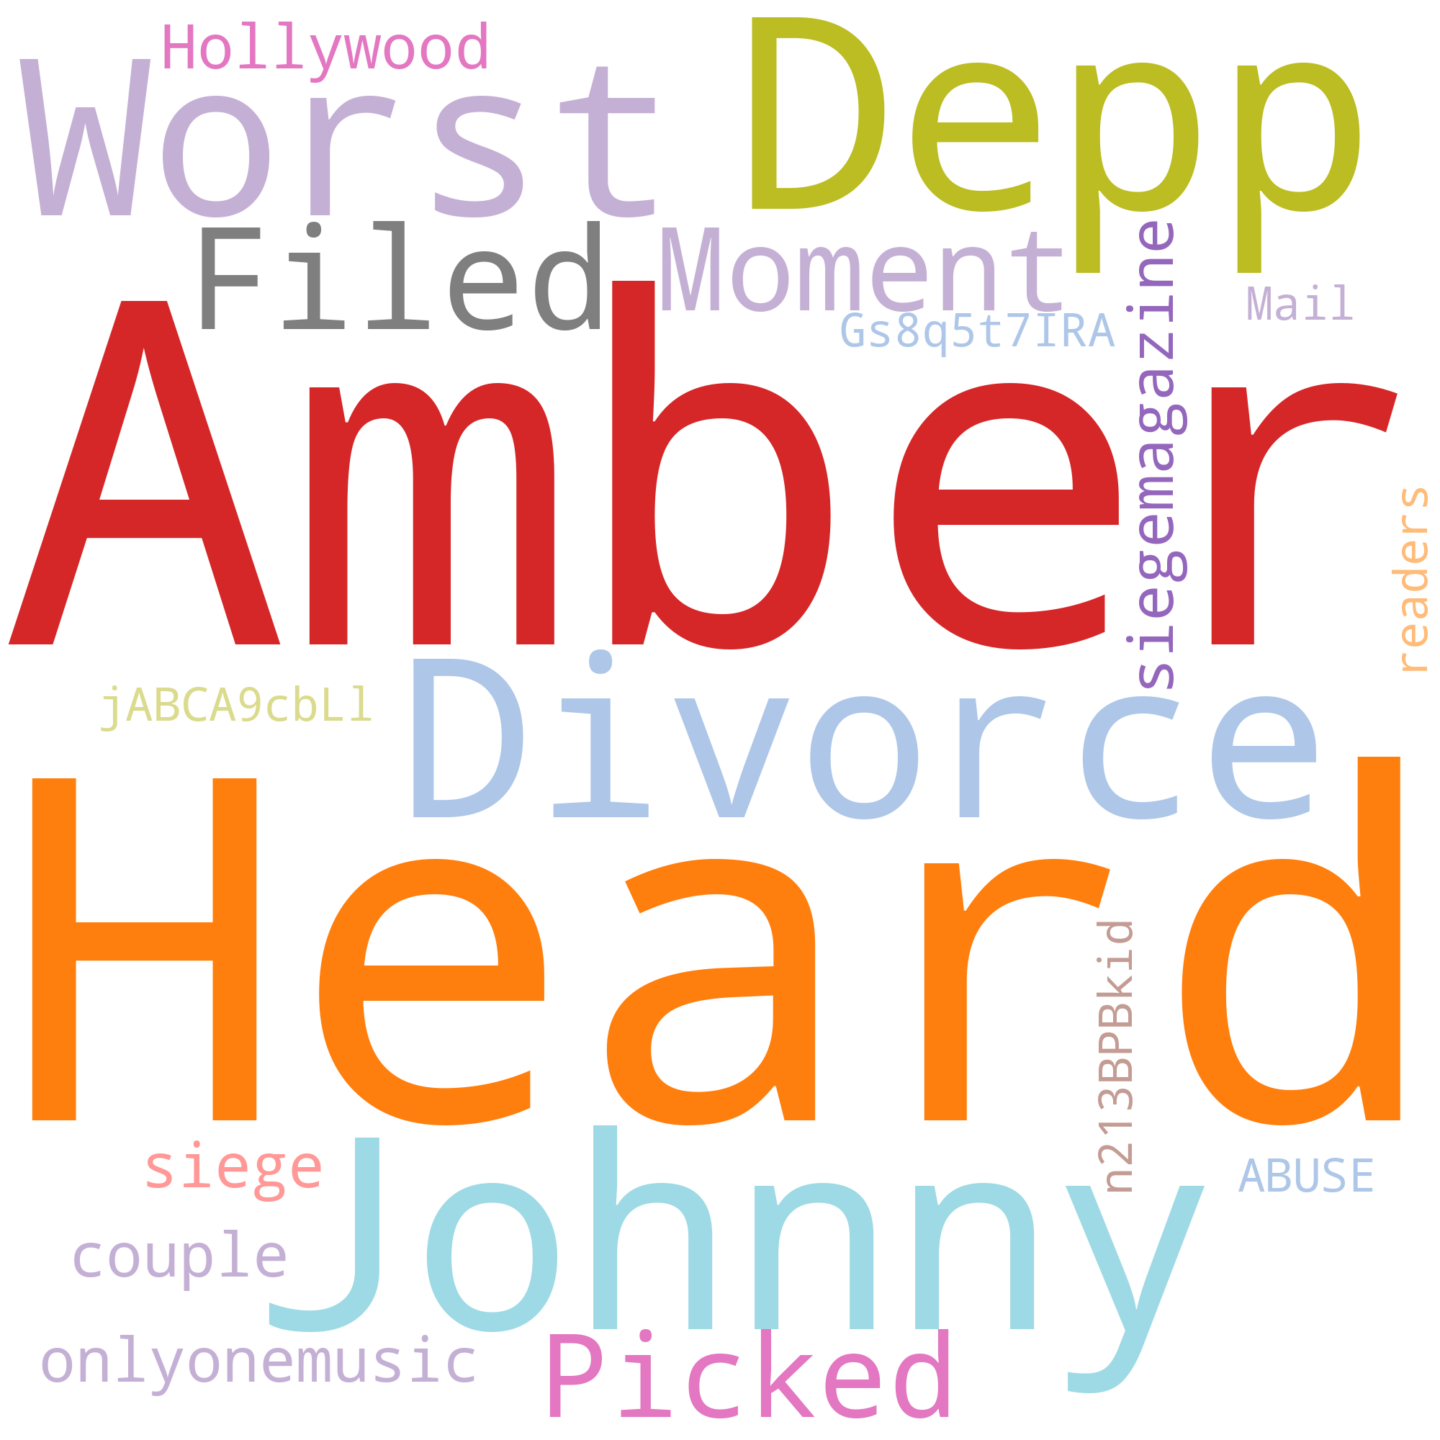 Hollywood
Worst
Depp
Filed
Moment
siegemagazine
Mail
Gs8q5t7IRA
Amber
readers
jABCA9cbLl
Divorce
Heard
n213BPBkid
siege
Johnny
ABUSE
couple
onlyonemusic
Picked